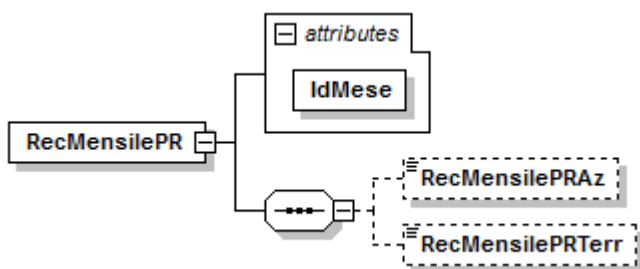 attributes
IdMese
RecMensilePR
RecMensilePRAz
RecMensilePRTerr